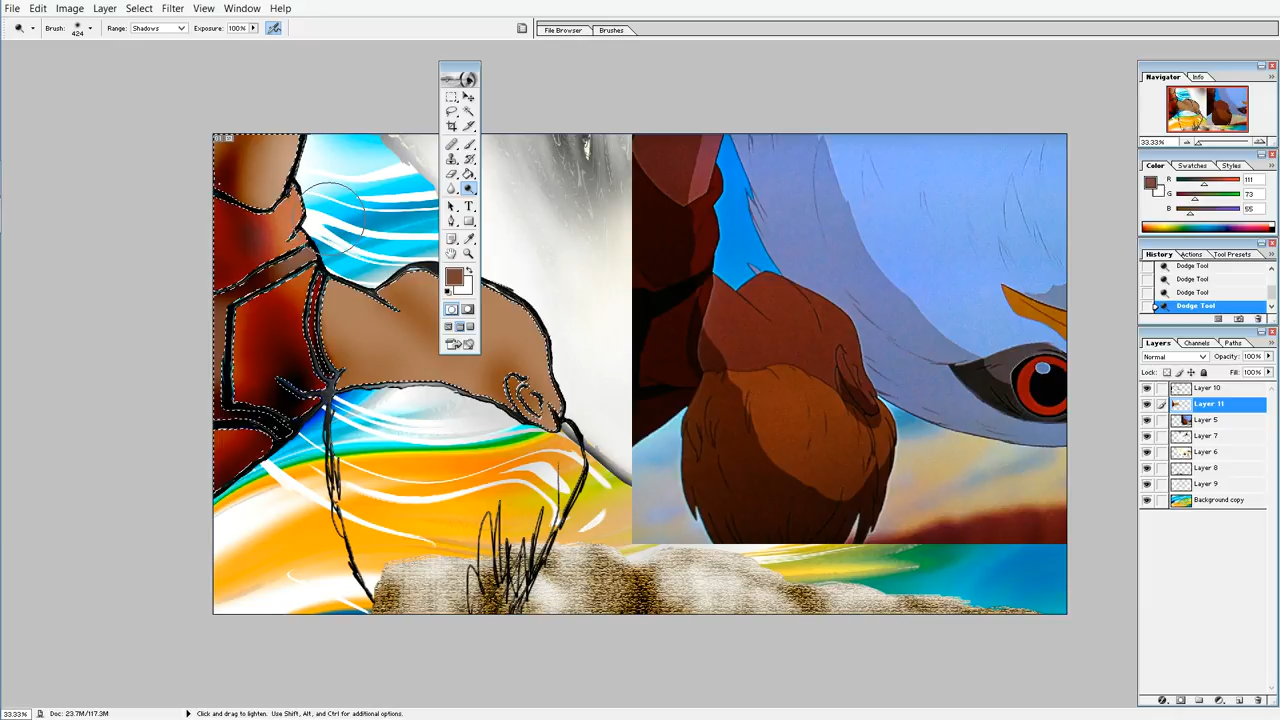 File Edit Image Layer Select Filter View Window Help
Brush: 424 Range: Shadows Exposure: 100%
File Browser Brushes
Navigator Info
33.33%
Color Swatches Styles
R 111
G 73
B 55
History Actions Tool Presets
Dodge Tool
Dodge Tool
Dodge Tool
Dodge Tool
Layers Channels Paths
Normal Opacity: 100%
Lock: Fill: 100%
Layer 10
Layer 11
Layer 5
Layer 7
Layer 6
Layer 8
Layer 9
Background copy
33.33% Doc: 23.7M/117.3M Click and drag to lighten. Use Shift, Alt, and Ctrl for additional options.